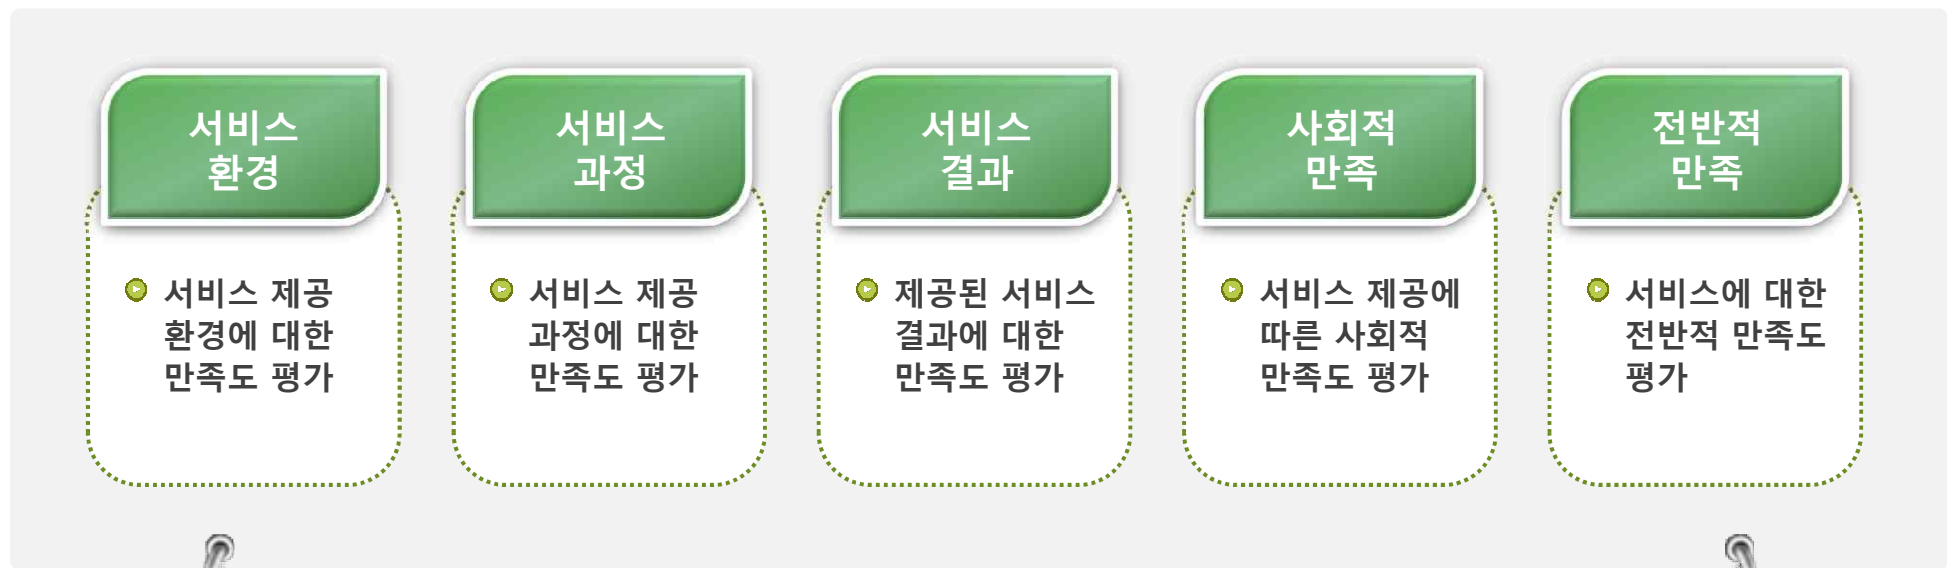 서비스
환경
서비스 제공
환경에 대한
만족도 평가
서비스
과정
서비스 제공
과정에 대한
만족도 평가
서비스
결과
제공된 서비스
결과에 대한
만족도 평가
사회적
만족
서비스 제공에
따른 사회적
만족도 평가
전반적
만족
서비스에 대한
전반적 만족도
평가